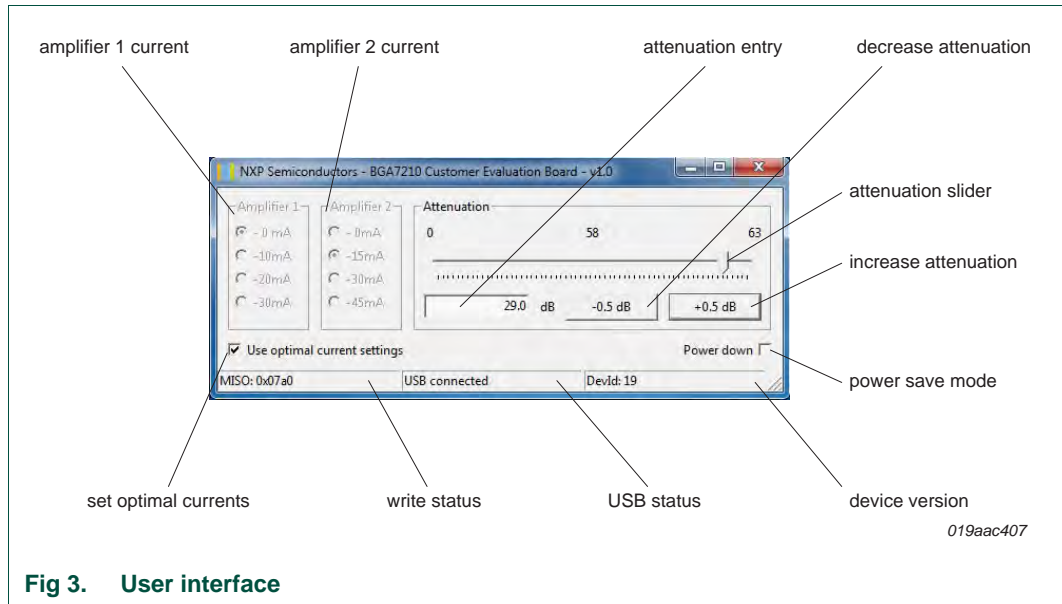 amplifier 1 current amplifier 2 current attenuation entry decrease attenuation
NXP Semiconductors - BGA7210 Customer Evaluation Board - v1.0
Amplifier 1 Amplifier 2 Attenuation
attenuation slider
- 0 mA - 0mA 0 58 63
-10mA -15mA
increase attenuation
-20mA -30mA
-30mA -45mA 29.0 dB -0.5 dB +0.5 dB
Use optimal current settings Power down
MISO: 0x07a0 USB connected DevId: 19
power save mode
set optimal currents write status USB status device version
019aac407
Fig 3. User interface